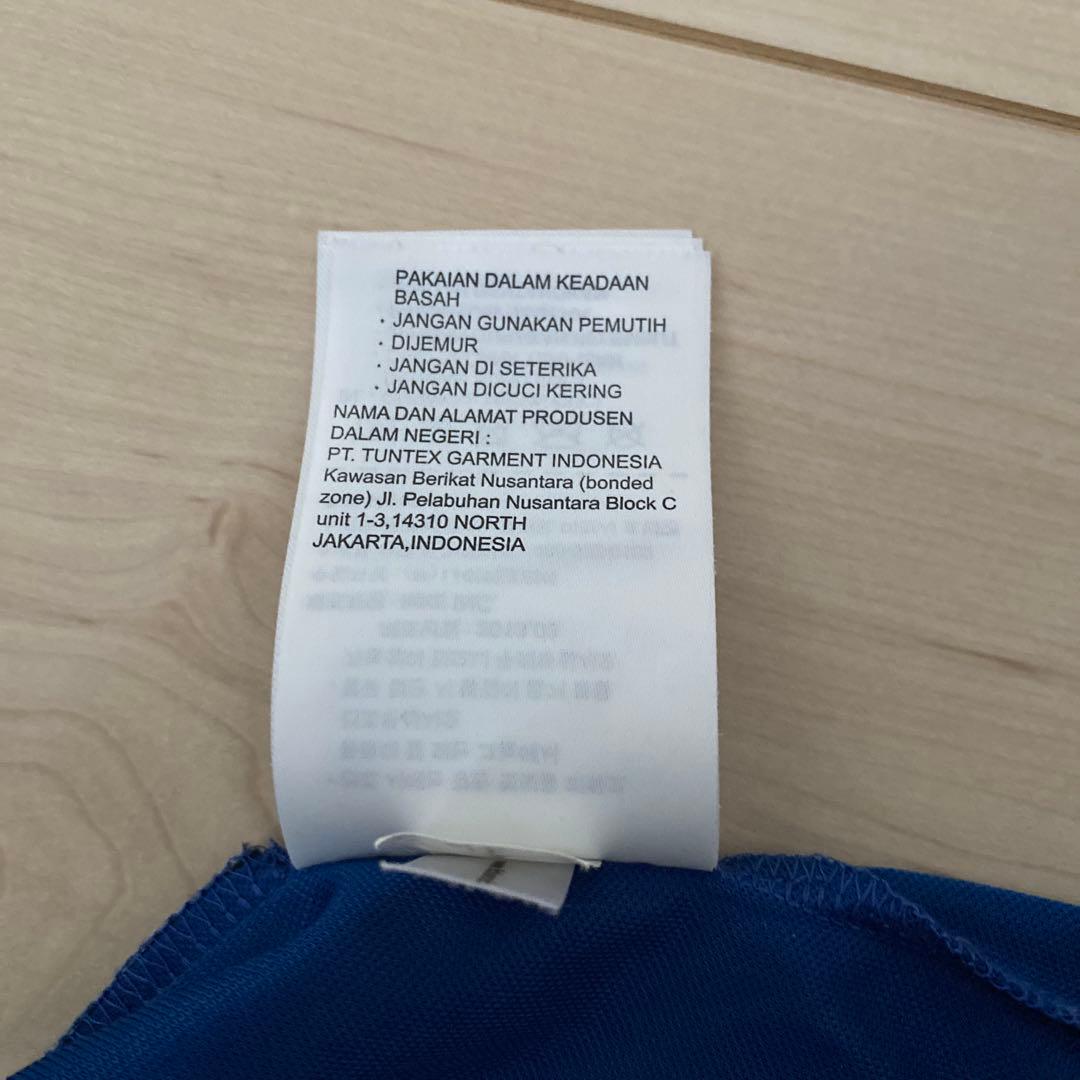 PAKAIAN DALAM KEADAAN
BASAH
· JANGAN GUNAKAN PEMUTIH
· DIJEMUR
· JANGAN DI SETERIKA
· JANGAN DICUCI KERING
NAMA DAN ALAMAT PRODUSEN
DALAM NEGERI :
PT. TUNTEX GARMENT INDONESIA
Kawasan Berikat Nusantara (bonded
zone) Jl. Pelabuhan Nusantara Block C
unit 1-3,14310 NORTH
JAKARTA,INDONESIA